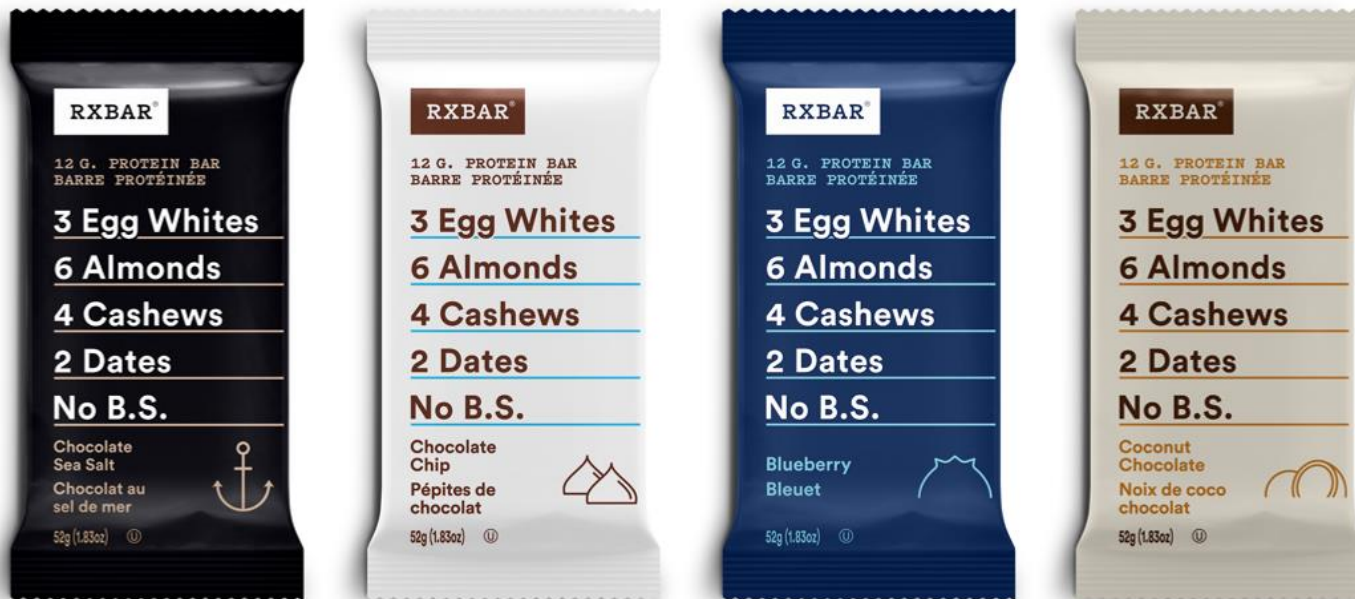 RXBAR®
12 G. PROTEIN BAR
BARRE PROTÉINÉE
3 Egg Whites
6 Almonds
4 Cashews
2 Dates
No B.S.
Chocolate
Sea Salt
Chocolat au
sel de mer
52g (1.83oz) Ⓤ
RXBAR®
12 G. PROTEIN BAR
BARRE PROTÉINÉE
3 Egg Whites
6 Almonds
4 Cashews
2 Dates
No B.S.
Chocolate
Chip
Pépites de
chocolat
52g (1.83oz) Ⓤ
RXBAR®
12 G. PROTEIN BAR
BARRE PROTÉINÉE
3 Egg Whites
6 Almonds
4 Cashews
2 Dates
No B.S.
Blueberry
Bleuet
52g (1.83oz) Ⓤ
RXBAR®
12 G. PROTEIN BAR
BARRE PROTÉINÉE
3 Egg Whites
6 Almonds
4 Cashews
2 Dates
No B.S.
Coconut
Chocolate
Noix de coco
chocolat
52g (1.83oz) Ⓤ